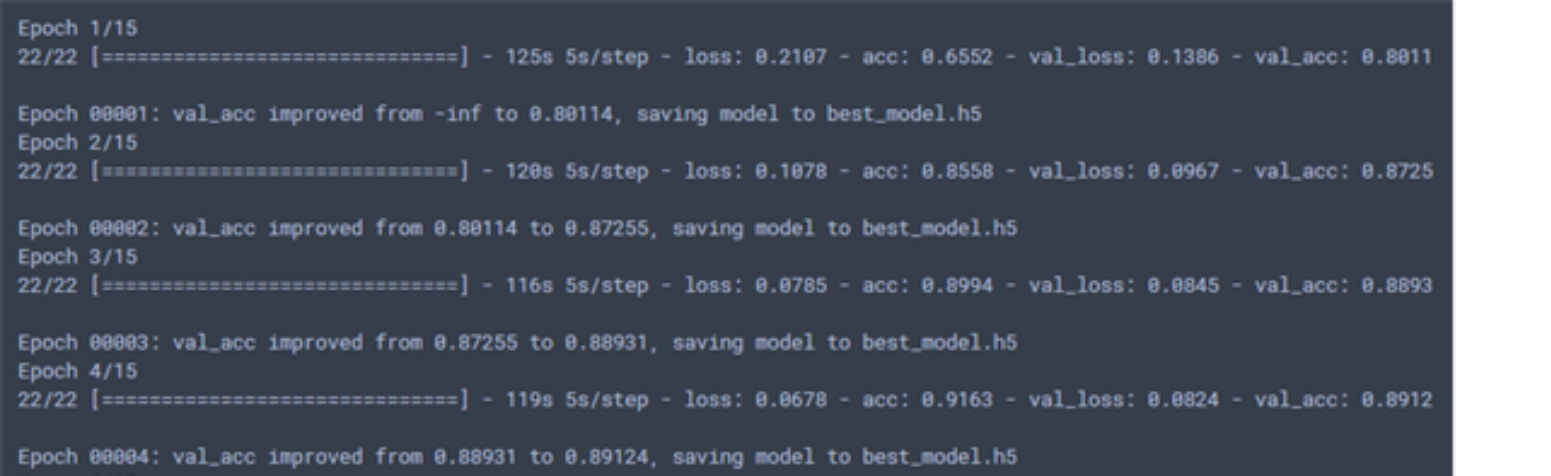 Epoch 1/15
22/22 [==============================] - 125s 5s/step - loss: 0.2107 - acc: 0.6552 - val_loss: 0.1386 - val_acc: 0.8011
Epoch 00001: val_acc improved from -inf to 0.80114, saving model to best_model.h5
Epoch 2/15
22/22 [==============================] - 120s 5s/step - loss: 0.1078 - acc: 0.8558 - val_loss: 0.0967 - val_acc: 0.8725
Epoch 00002: val_acc improved from 0.80114 to 0.87255, saving model to best_model.h5
Epoch 3/15
22/22 [==============================] - 116s 5s/step - loss: 0.0785 - acc: 0.8994 - val_loss: 0.0845 - val_acc: 0.8893
Epoch 00003: val_acc improved from 0.87255 to 0.88931, saving model to best_model.h5
Epoch 4/15
22/22 [==============================] - 119s 5s/step - loss: 0.0678 - acc: 0.9163 - val_loss: 0.0824 - val_acc: 0.8912
Epoch 00004: val_acc improved from 0.88931 to 0.89124, saving model to best_model.h5